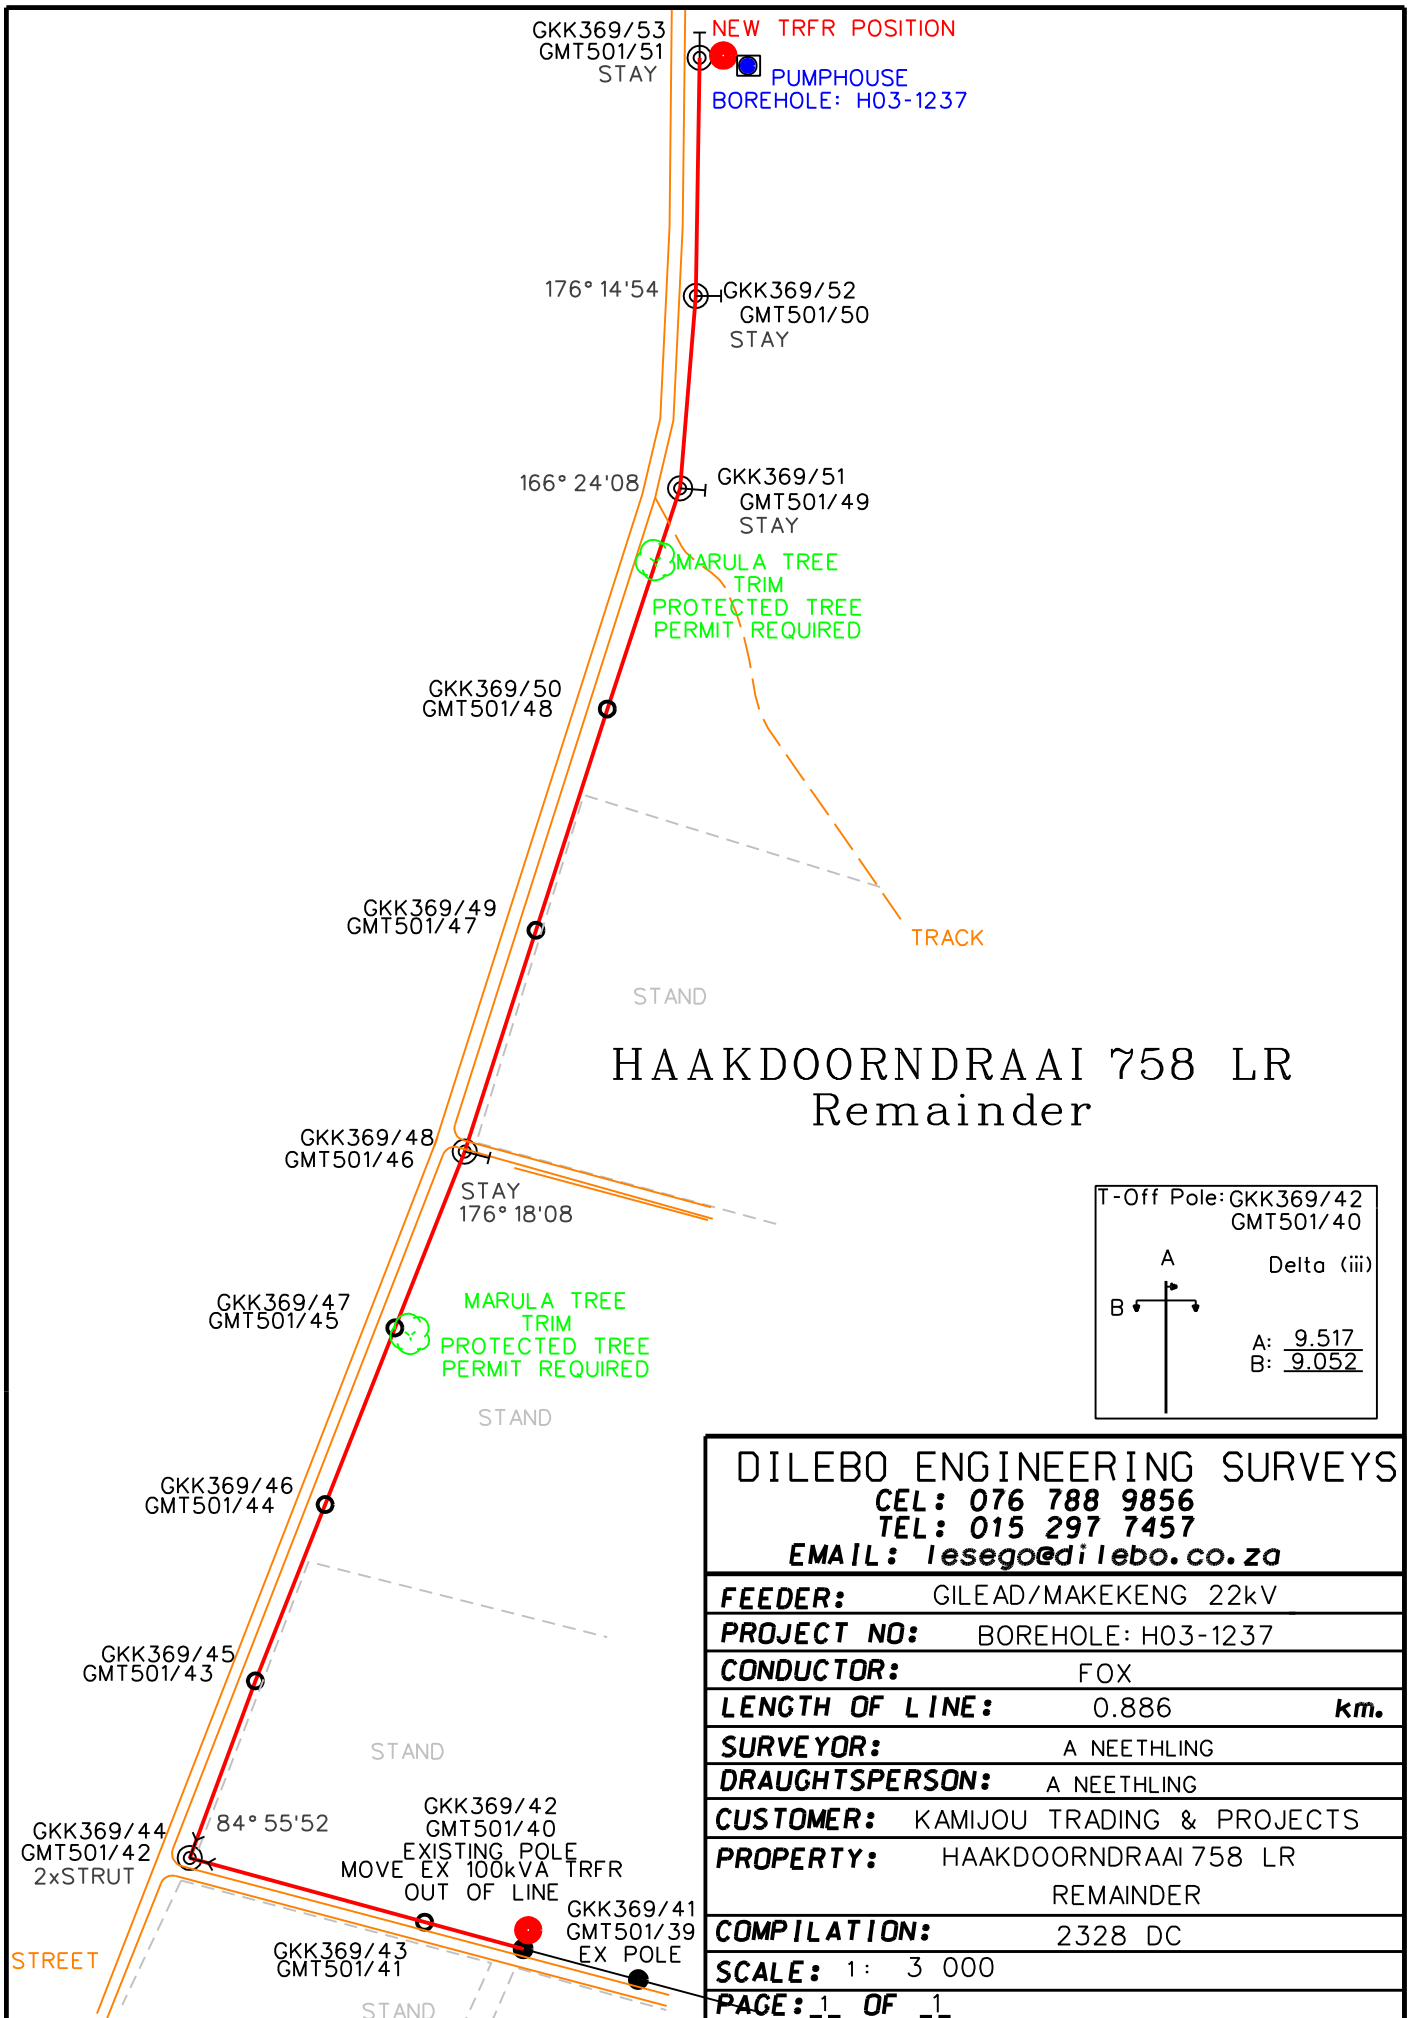 GKK369/53
GMT501/51
STAY
NEW TRFR POSITION
PUMPHOUSE
BOREHOLE: H03-1237
176° 14'54
GKK369/52
GMT501/50
STAY
166° 24'08
GKK369/51
GMT501/49
STAY
MARULA TREE
TRIM
PROTECTED TREE
PERMIT REQUIRED
GKK369/50
GMT501/48
GKK369/49
GMT501/47
TRACK
STAND
HAAKDOORNDRAAI 758 LR
Remainder
GKK369/48
GMT501/46
STAY
176° 18'08
T-Off Pole: GKK369/42
GMT501/40
A
Delta (iii)
B
A: 9.517
B: 9.052
GKK369/47
GMT501/45
MARULA TREE
TRIM
PROTECTED TREE
PERMIT REQUIRED
STAND
GKK369/46
GMT501/44
GKK369/45
GMT501/43
STAND
GKK369/44
GMT501/42
2xSTRUT
84° 55'52
GKK369/42
GMT501/40
EXISTING POLE
MOVE EX 100kVA TRFR
OUT OF LINE
GKK369/41
GMT501/39
EX POLE
GKK369/43
GMT501/41
STREET
STAND
DILEBO ENGINEERING SURVEYS
CEL: 076 788 9856
TEL: 015 297 7457
EMAIL: lesego@dilebo.co.za
FEEDER: GILEAD/MAKEKENG 22kV
PROJECT NO: BOREHOLE: H03-1237
CONDUCTOR: FOX
LENGTH OF LINE: 0.886 km.
SURVEYOR: A NEETHLING
DRAUGHTSPERSON: A NEETHLING
CUSTOMER: KAMIJOU TRADING & PROJECTS
PROPERTY: HAAKDOORNDRAAI 758 LR
REMAINDER
COMPILATION: 2328 DC
SCALE: 1: 3 000
PAGE: 1 OF 1